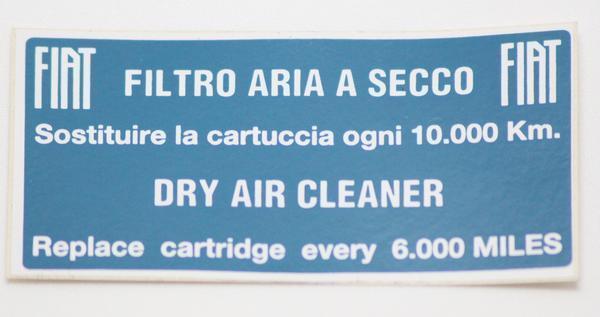 FIAT FILTRO ARIA A SECCO FIAT
Sostituire la cartuccia ogni 10.000 Km.
DRY AIR CLEANER
Replace cartridge every 6.000 MILES